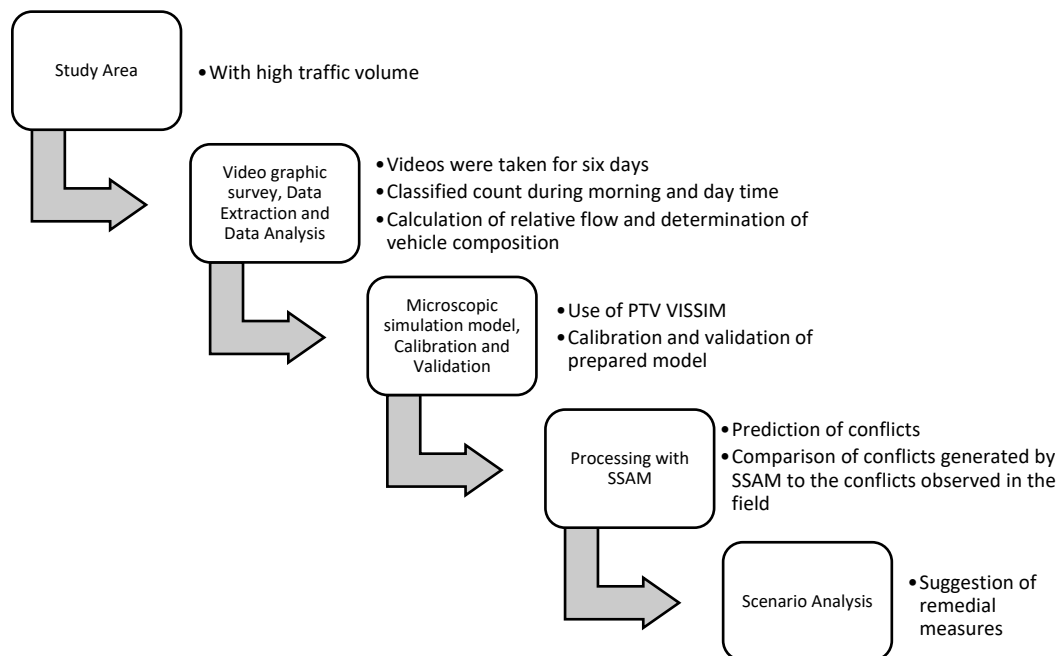 Study Area
•With high traffic volume
Video graphic
survey, Data
Extraction and
Data Analysis
•Videos were taken for six days
•Classified count during morning and day time
•Calculation of relative flow and determination of
vehicle composition
Microscopic
simulation model,
Calibration and
Validation
•Use of PTV VISSIM
•Calibration and validation of
prepared model
Processing with
SSAM
•Prediction of conflicts
•Comparison of conflicts generated by
SSAM to the conflicts observed in the
field
Scenario Analysis
•Suggestion of
remedial
measures